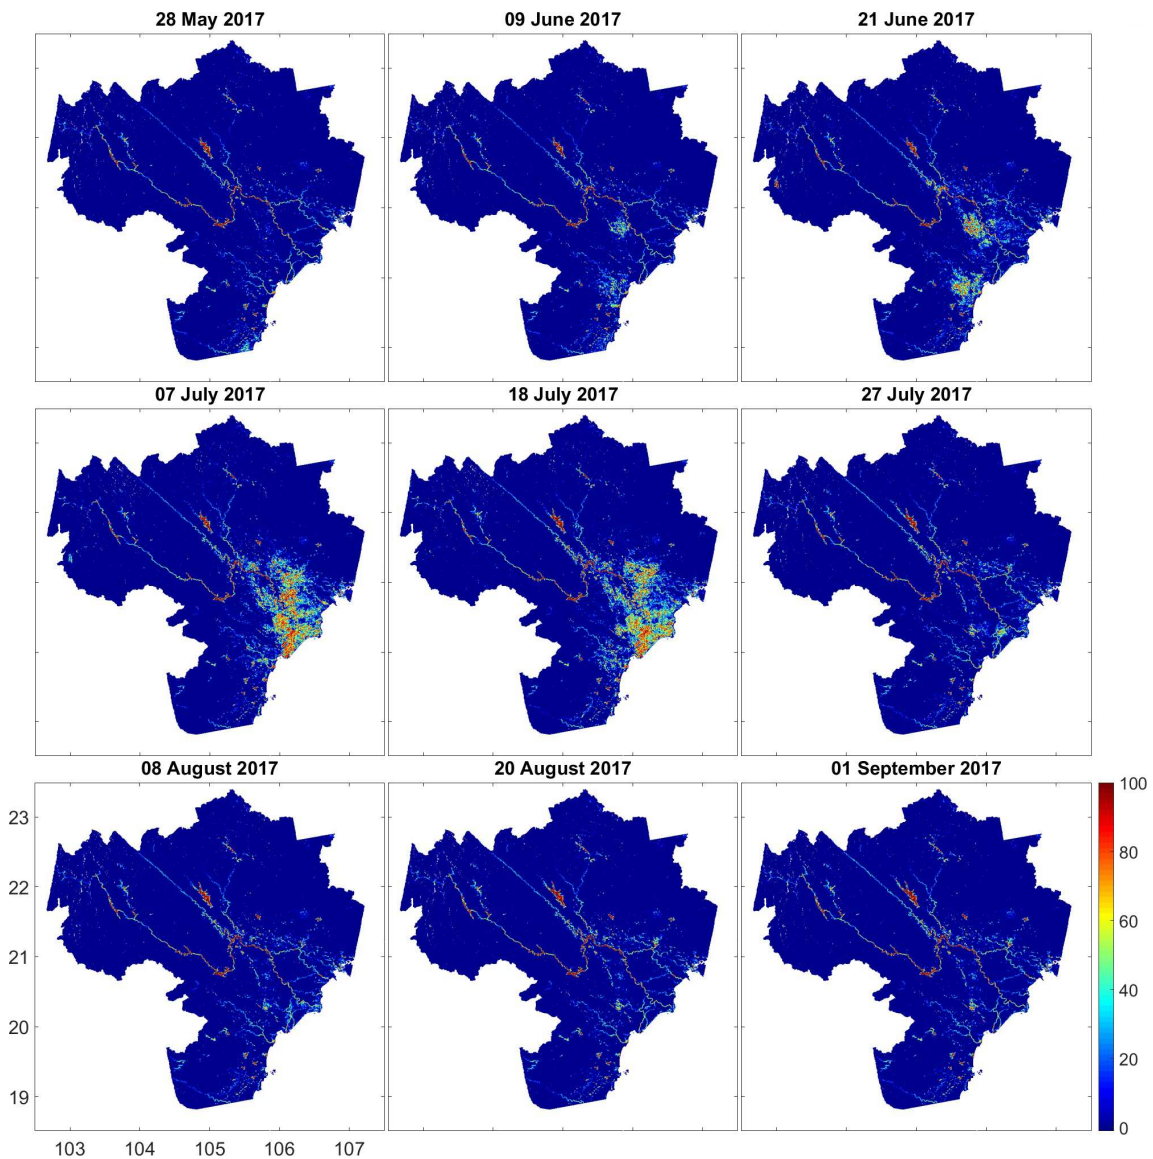 28 May 2017
09 June 2017
21 June 2017
07 July 2017
18 July 2017
27 July 2017
08 August 2017
20 August 2017
01 September 2017
23
22
21
20
19
103 104 105 106 107
100
80
60
40
20
0